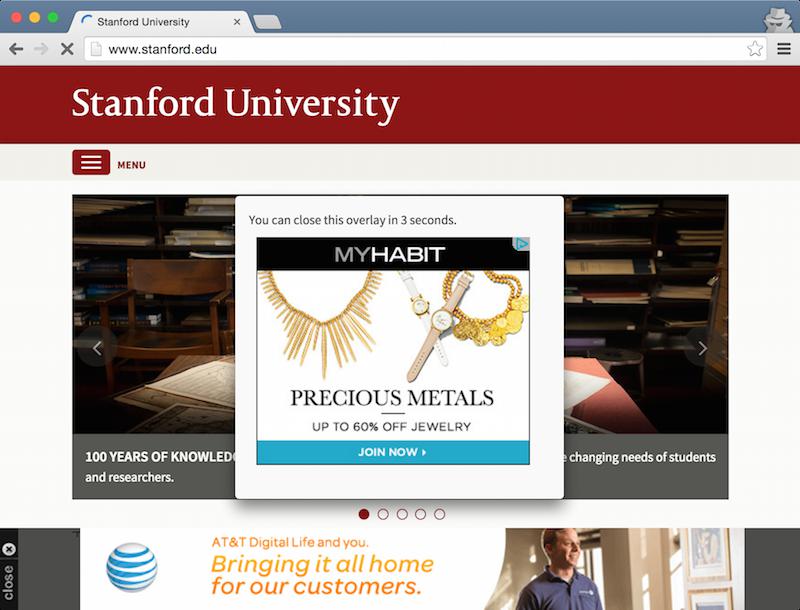 Stanford University
www.stanford.edu
Stanford University
MENU
You can close this overlay in 3 seconds.
MYHABIT
PRECIOUS METALS
UP TO 60% OFF JEWELRY
JOIN NOW
100 YEARS OF KNOWLEDG
e changing needs of students
and researchers.
close
AT&T Digital Life and you.
Bringing it all home
for our customers.